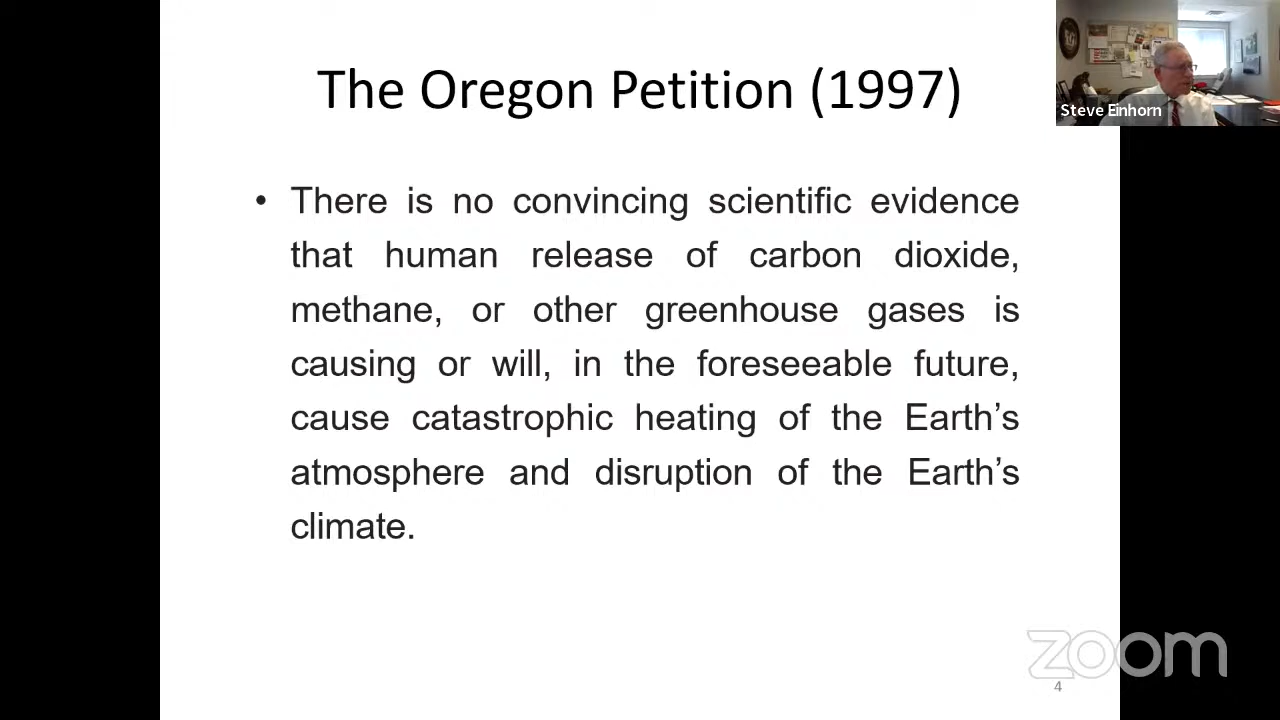 The Oregon Petition (1997)
Steve Einhorn
• There is no convincing scientific evidence
that human release of carbon dioxide,
methane, or other greenhouse gases is
causing or will, in the foreseeable future,
cause catastrophic heating of the Earth’s
atmosphere and disruption of the Earth’s
climate.
zoom
4